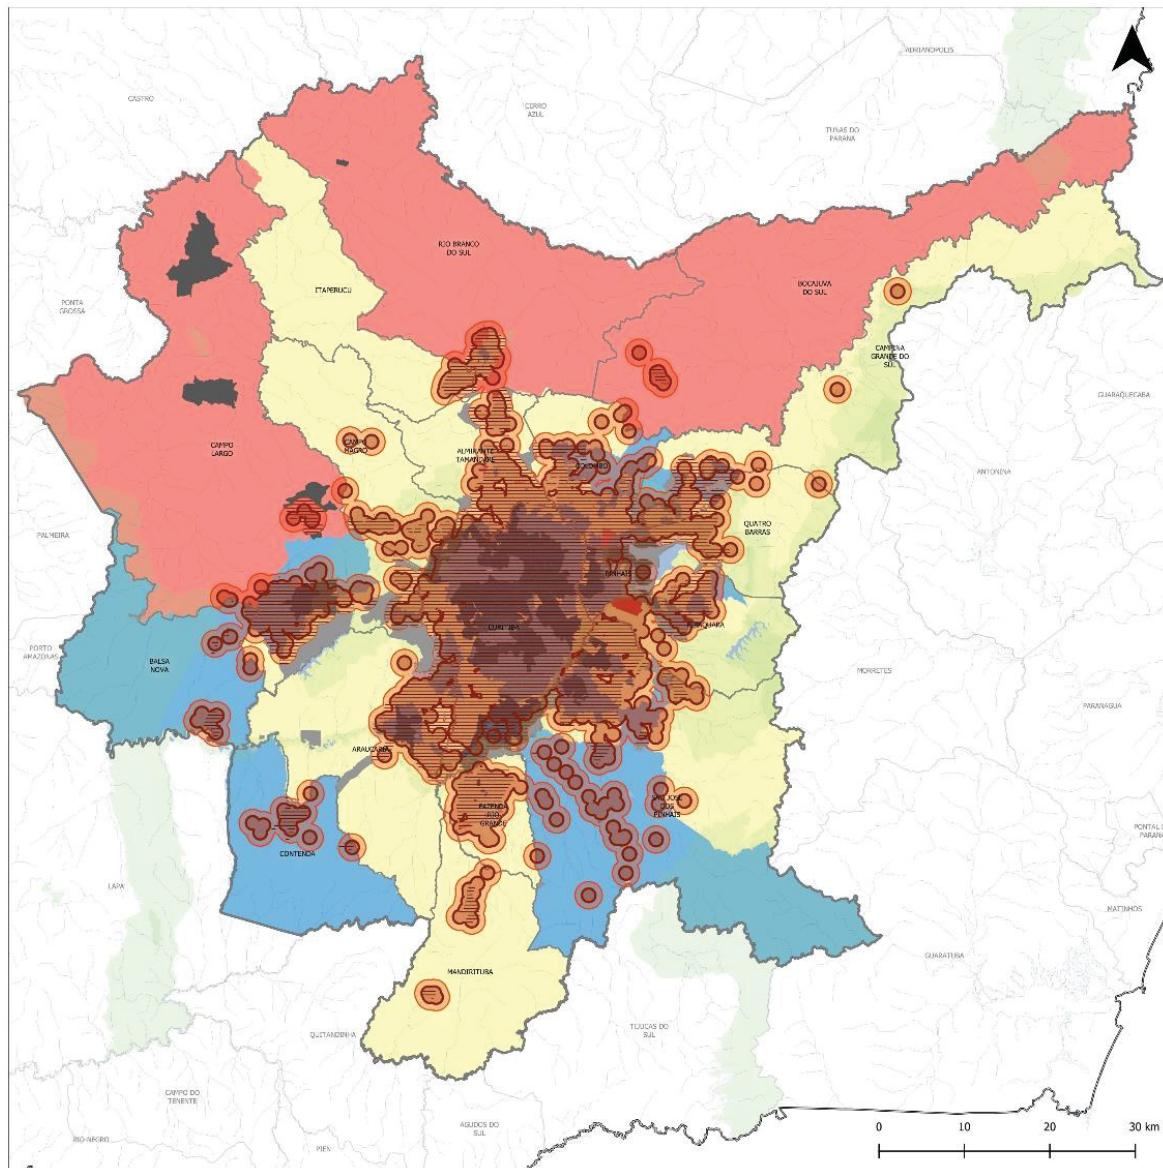 ADRIANÓPOLIS
CASTRO
CERRO
AZUL
TUNAS DO
PARANÁ
RIO BRANCO
DO SUL
ITAPERUÇU
BOCAIÚVA
DO SUL
PONTA
GROSSA
CAMPINA
GRANDE DO
SUL
GUARAQUEÇABA
CAMPO
LARGO
CAMPO
MAGRO
ALMIRANTE
TAMANDARÉ
COLOMBO
ANTONINA
PALMEIRA
QUATRO
BARRAS
PINHAIS
CURITIBA
PIRAQUARA
PORTO
AMAZONAS
BALSA
NOVA
MORRETES
PARANAGUÁ
ARAUCÁRIA
FAZENDA
RIO
GRANDE
SÃO JOSÉ
DOS
PINHAIS
PONTAL D
PARANÁ
CONTENDA
LAPA
MATINHOS
MANDIRITUBA
GUARATUBA
QUITANDINHA
TIJUCAS DO
SUL
CAMPO DO
TENENTE
AGUDOS DO
SUL
RIO NEGRO
PIEN
0 10 20 30 km